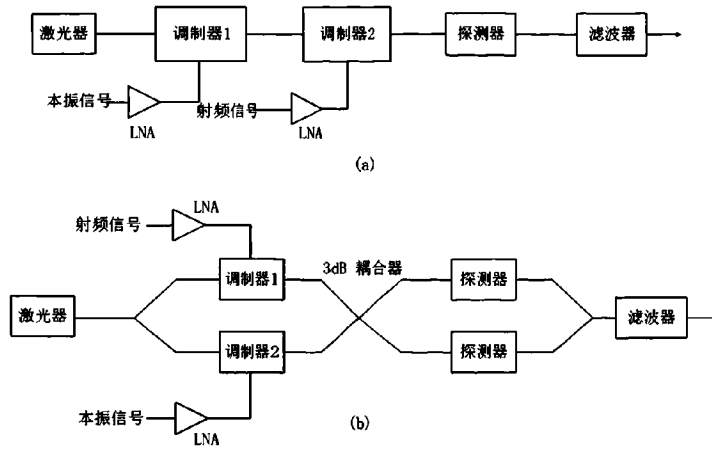 激光器
调制器1
调制器2
探测器
滤波器
本振信号
LNA
射频信号
LNA
(a)
射频信号
LNA
调制器1
3dB 耦合器
探测器
激光器
滤波器
调制器2
探测器
本振信号
LNA
(b)